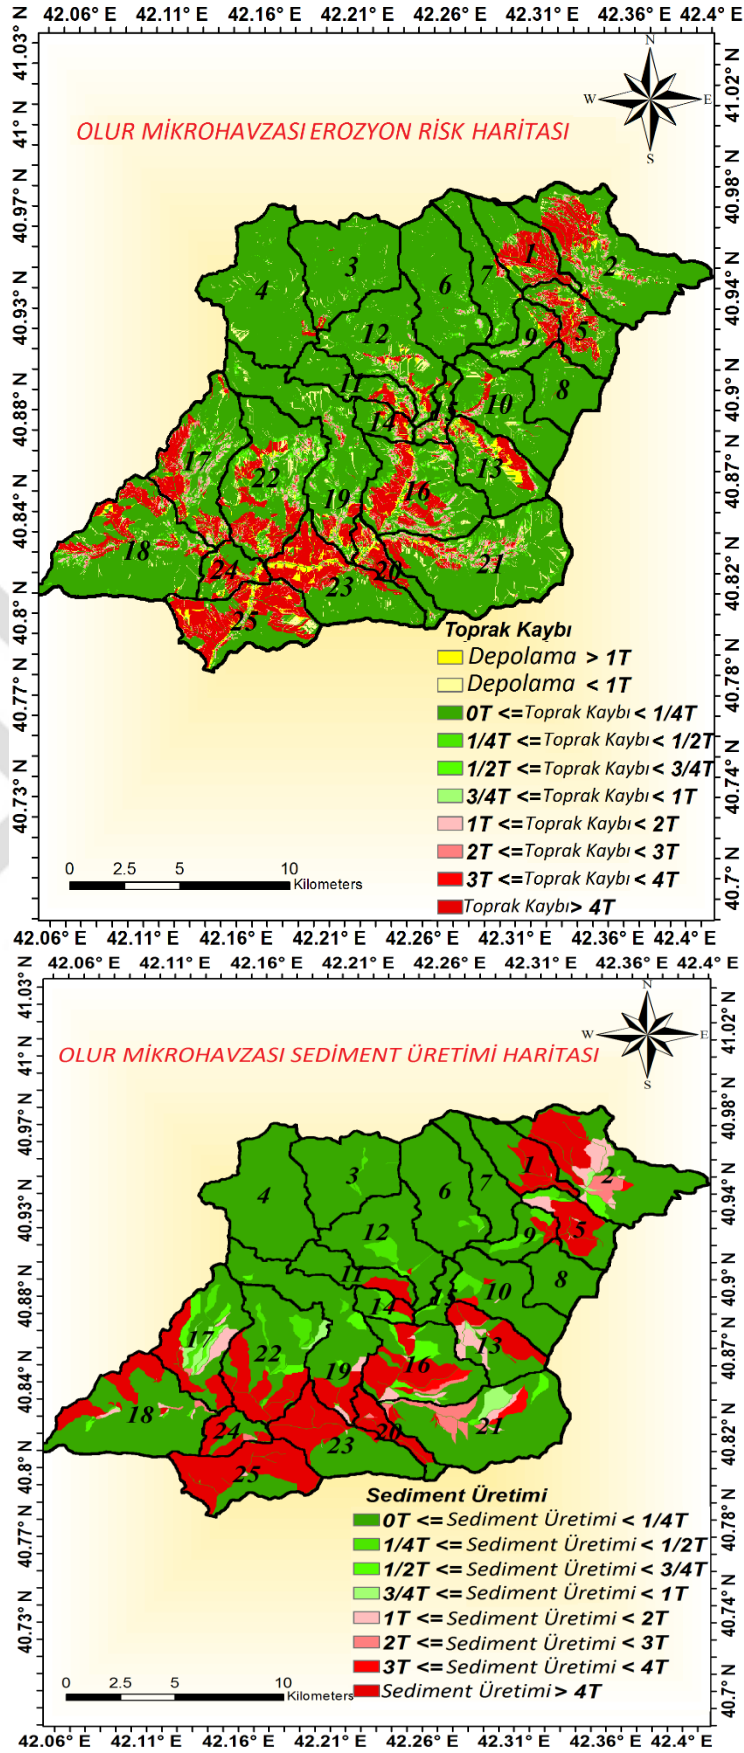 42.06° E 42.11° E 42.16° E 42.21° E 42.26° E 42.31° E 42.36° E 42.4° E
N
W E
S
OLUR MİKROHAVZASI EROZYON RİSK HARİTASI
41.03° N
41° N
40.97° N
40.93° N
40.88° N
40.84° N
40.8° N
40.77° N
40.73° N
41.02° N
40.98° N
40.94° N
40.9° N
40.87° N
40.82° N
40.78° N
40.74° N
40.7° N
1
2
3
4
5
6
7
8
9
10
11
12
13
14
15
16
17
18
19
20
21
22
23
24
25
Toprak Kaybı
Depolama > 1T
Depolama < 1T
0T <=Toprak Kaybı< 1/4T
1/4T <=Toprak Kaybı< 1/2T
1/2T <=Toprak Kaybı< 3/4T
3/4T <=Toprak Kaybı< 1T
1T <=Toprak Kaybı< 2T
2T <=Toprak Kaybı< 3T
3T <=Toprak Kaybı< 4T
Toprak Kaybı> 4T
0 2.5 5 10
Kilometers
42.06° E 42.11° E 42.16° E 42.21° E 42.26° E 42.31° E 42.4° E
42.06° E 42.11° E 42.16° E 42.21° E 42.26° E 42.31° E 42.36° E 42.4° E
N
W E
S
OLUR MİKROHAVZASI SEDİMENT ÜRETİMİ HARİTASI
41.03° N
41° N
40.97° N
40.93° N
40.88° N
40.84° N
40.8° N
40.77° N
40.73° N
41.02° N
40.98° N
40.94° N
40.9° N
40.87° N
40.82° N
40.78° N
40.74° N
40.7° N
1
2
3
4
5
6
7
8
9
10
11
12
13
14
15
16
17
18
19
20
21
22
23
24
25
Sediment Üretimi
0T <= Sediment Üretimi < 1/4T
1/4T <= Sediment Üretimi < 1/2T
1/2T <= Sediment Üretimi < 3/4T
3/4T <= Sediment Üretimi < 1T
1T <= Sediment Üretimi < 2T
2T <= Sediment Üretimi < 3T
3T <= Sediment Üretimi < 4T
Sediment Üretimi > 4T
0 2.5 5 10
Kilometers
42.06° E 42.11° E 42.16° E 42.21° E 42.26° E 42.31° E 42.36° E 42.4° E